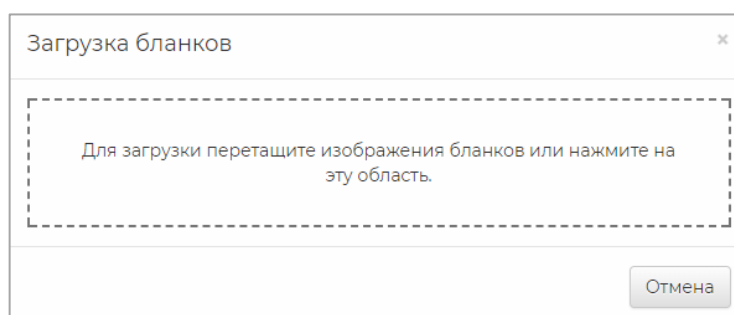 Загрузка бланков
×
Для загрузки перетащите изображения бланков или нажмите на
эту область.
Отмена